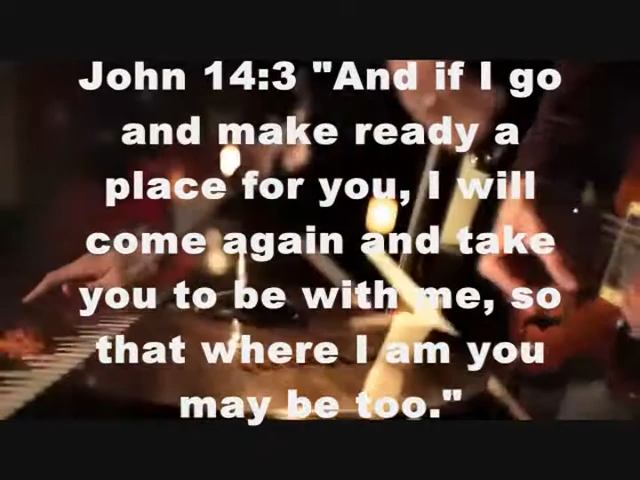 John 14:3 "And if I go
and make ready a
place for you, I will
come again and take
you to be with me, so
that where I am you
may be too."